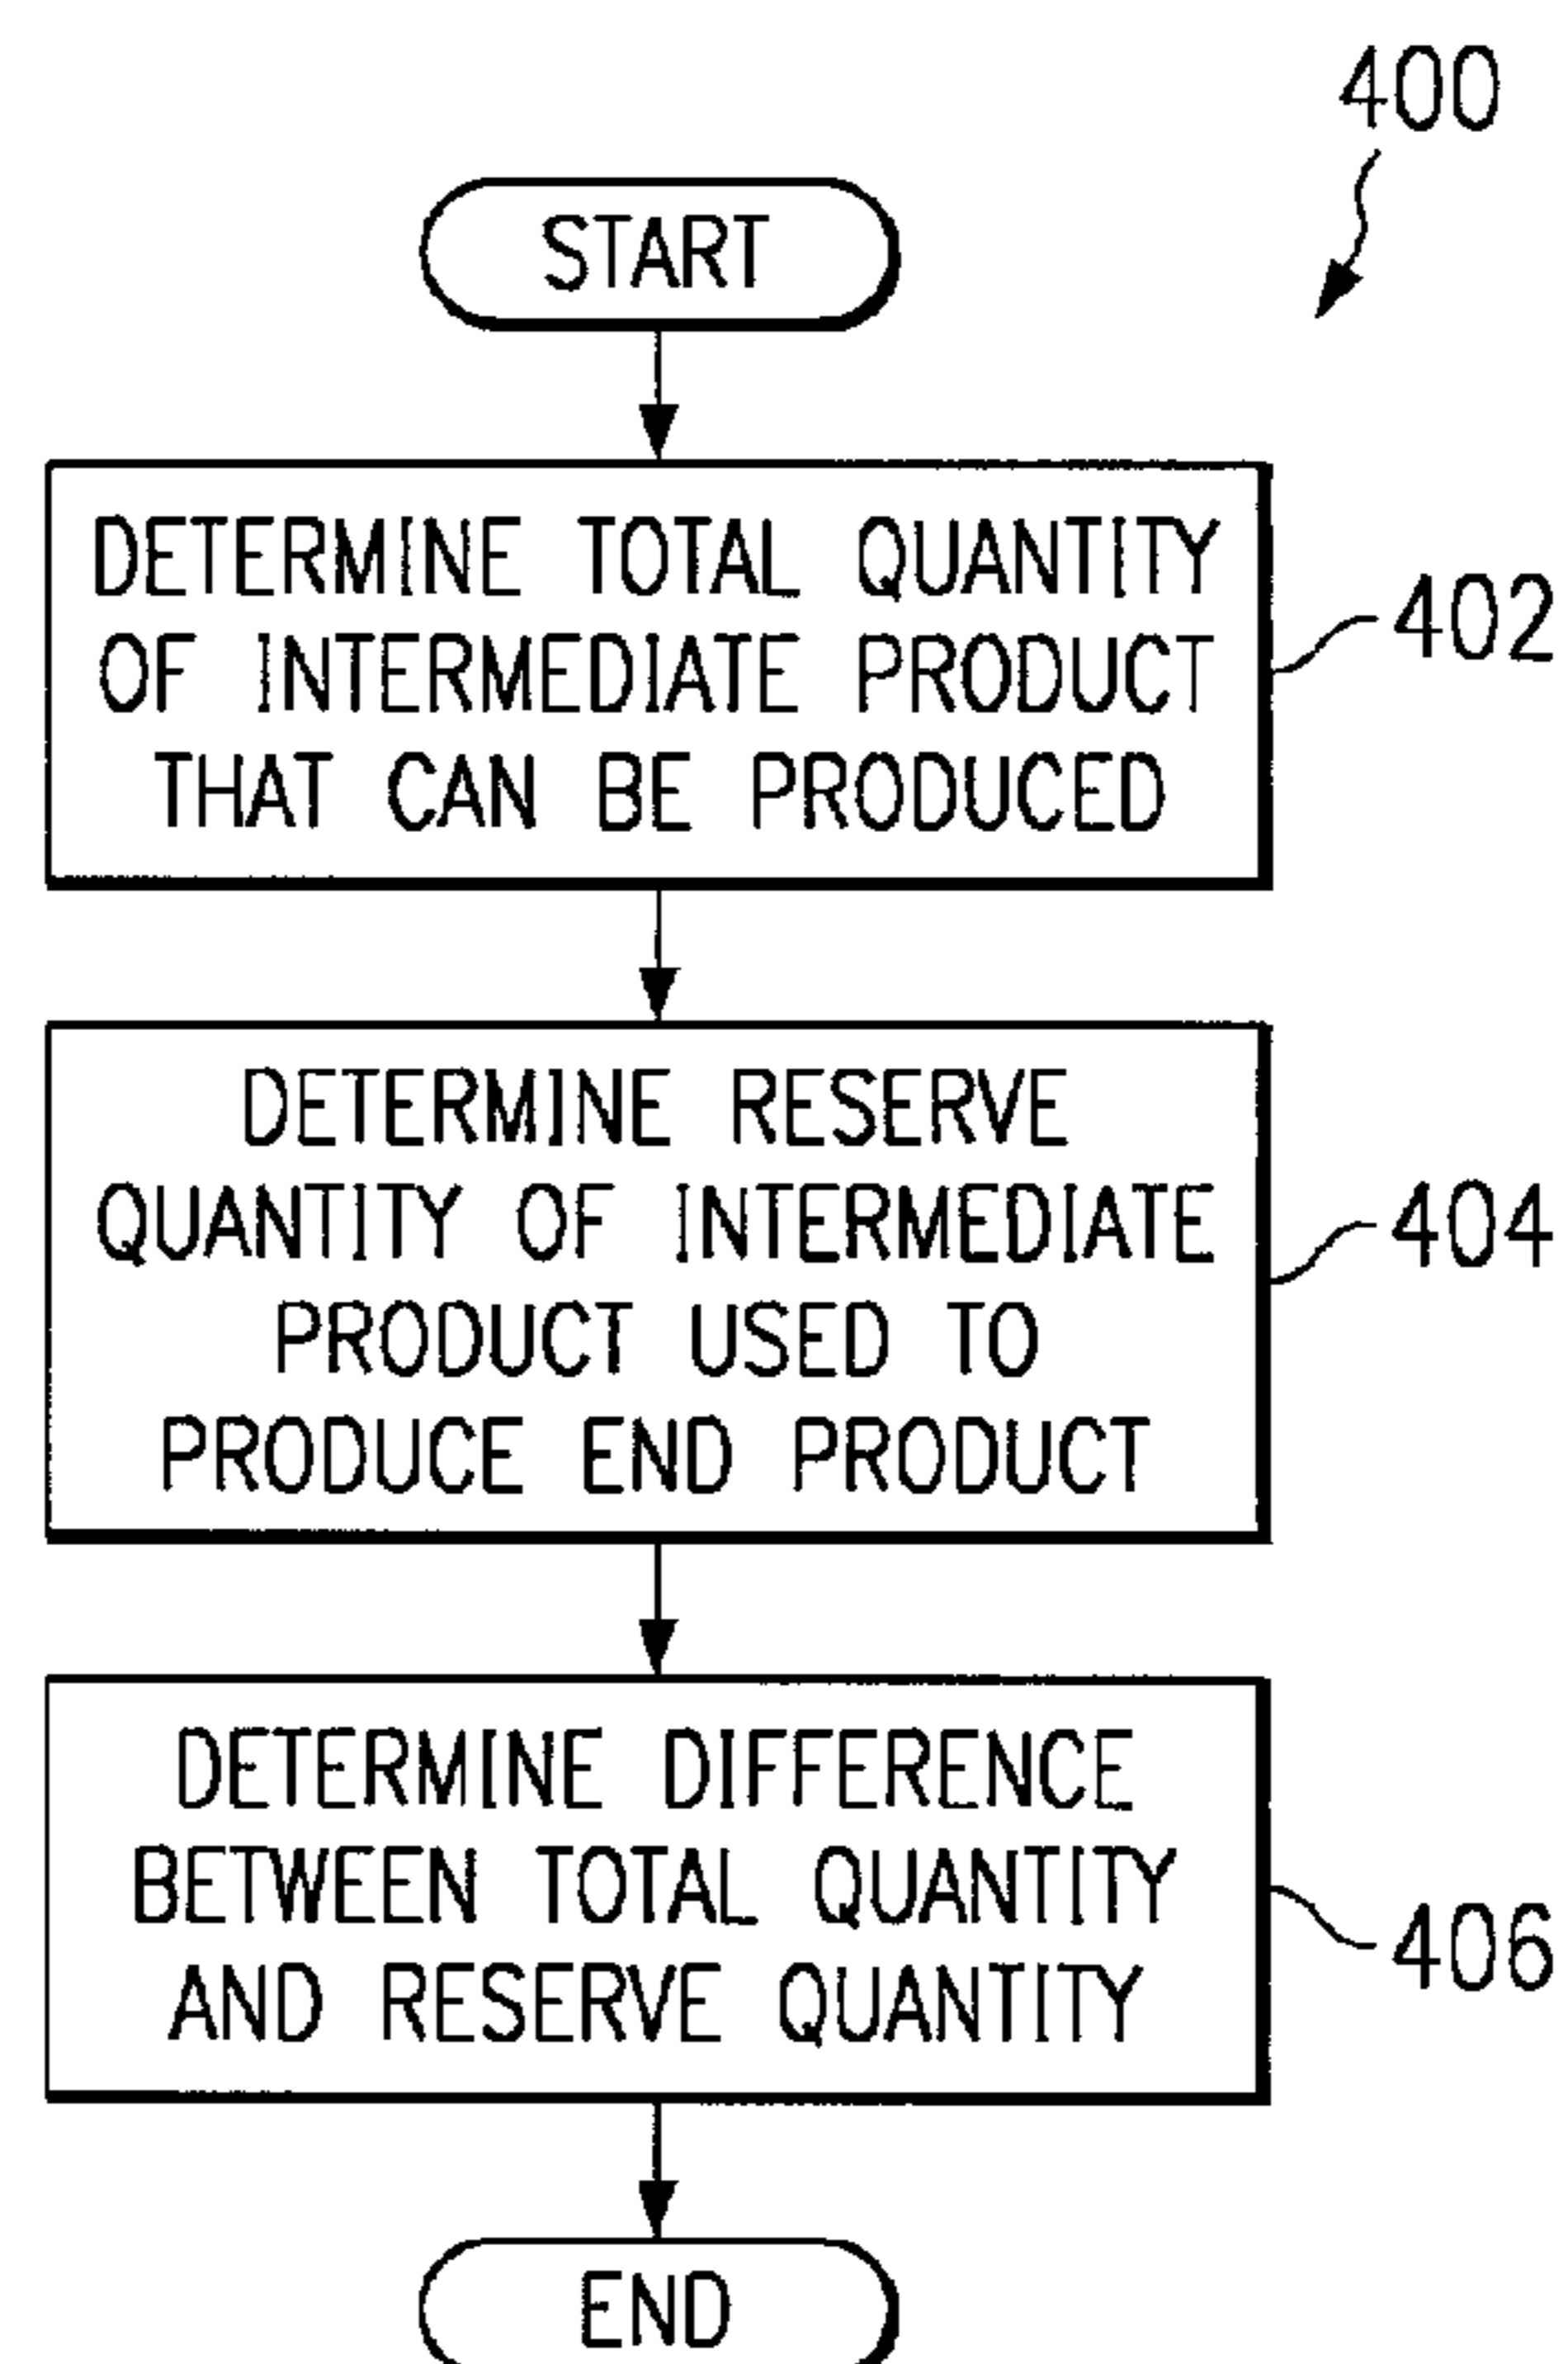 400
START
DETERMINE TOTAL QUANTITY
OF INTERMEDIATE PRODUCT
THAT CAN BE PRODUCED
402
DETERMINE RESERVE
QUANTITY OF INTERMEDIATE
PRODUCT USED TO
PRODUCE END PRODUCT
404
DETERMINE DIFFERENCE
BETWEEN TOTAL QUANTITY
AND RESERVE QUANTITY
406
END